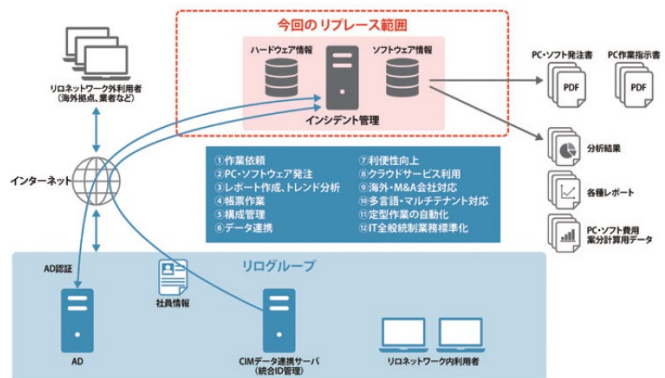 今回のリプレース範囲
ハードウェア情報
ソフトウェア情報
インシデント管理
リロネットワーク外利用者
(海外拠点、業者など)
PC・ソフト発注書
PC作業指示書
PDF
PDF
分析結果
各種レポート
PC・ソフト費用
案分計算用データ
インターネット
①作業依頼
②PC・ソフトウェア発注
③レポート作成、トレンド分析
④帳票作業
⑤構成管理
⑥データ連携
⑦利便性向上
⑧クラウドサービス利用
⑨海外・M&A会社対応
⑩多言語・マルチテナント対応
⑪定型作業の自動化
⑫IT全般統制業務標準化
リログループ
AD認証
社員情報
AD
CIMデータ連携サーバ
(統合ID管理)
リロネットワーク内利用者